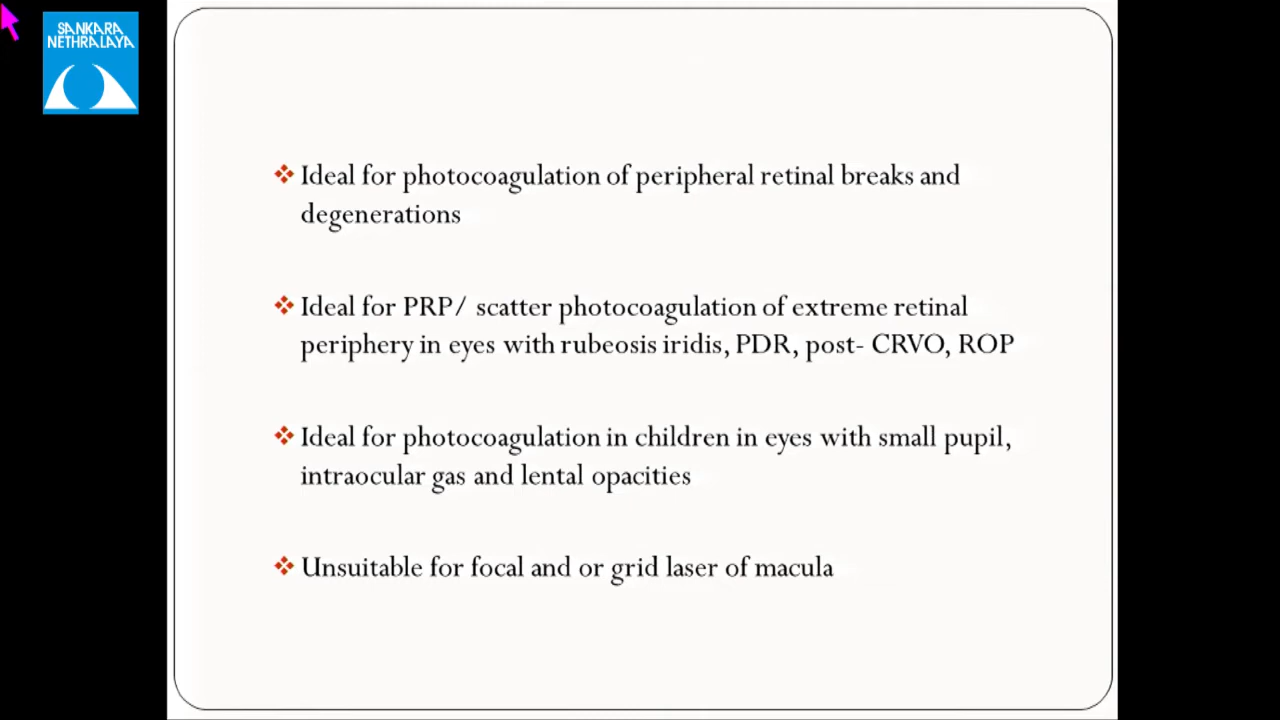 SANKARA
NETHRALAYA
Ideal for photocoagulation of peripheral retinal breaks and
degenerations
Ideal for PRP/ scatter photocoagulation of extreme retinal
periphery in eyes with rubeosis iridis, PDR, post- CRVO, ROP
Ideal for photocoagulation in children in eyes with small pupil,
intraocular gas and lental opacities
Unsuitable for focal and or grid laser of macula